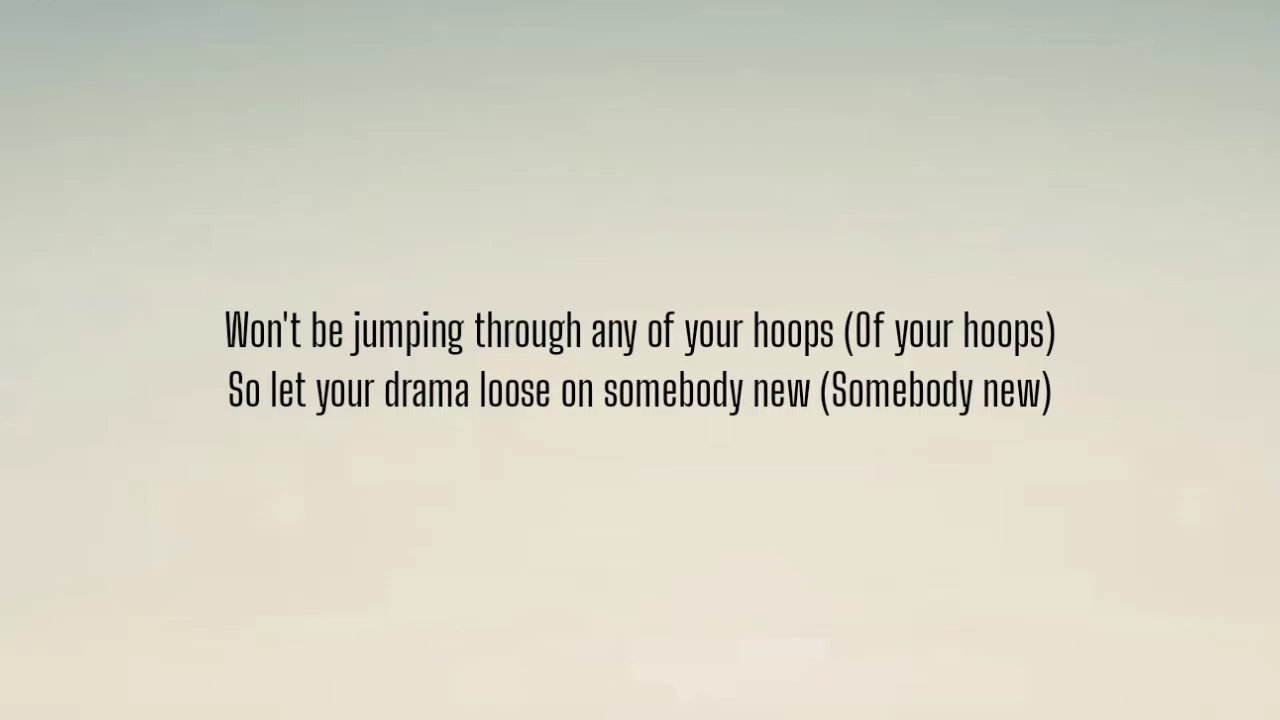 Won't be jumping through any of your hoops (Of your hoops)
So let your drama loose on somebody new (Somebody new)